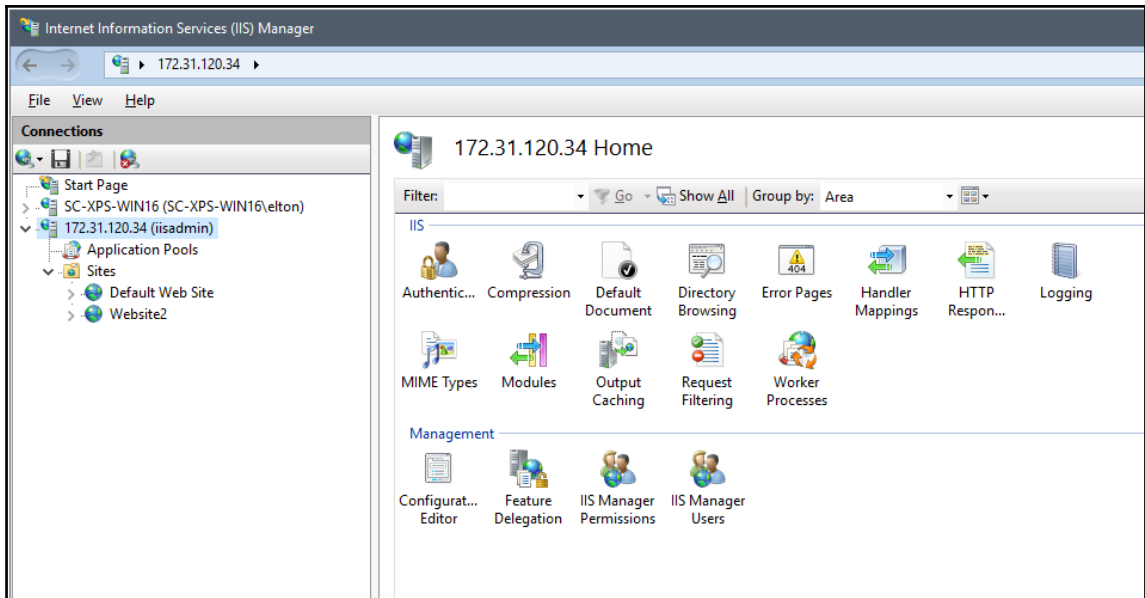 Internet Information Services (IIS) Manager
172.31.120.34
File View Help
Connections
Start Page
SC-XPS-WIN16 (SC-XPS-WIN16\elton)
172.31.120.34 (iisadmin)
Application Pools
Sites
Default Web Site
Website2
172.31.120.34 Home
Filter: Go Show All Group by: Area
IIS
Authentic... Compression Default Directory Error Pages Handler HTTP Logging
Document Browsing Mappings Respon...
404
MIME Types Modules Output Request Worker
Caching Filtering Processes
Management
Configurat... Feature IIS Manager IIS Manager
Editor Delegation Permissions Users